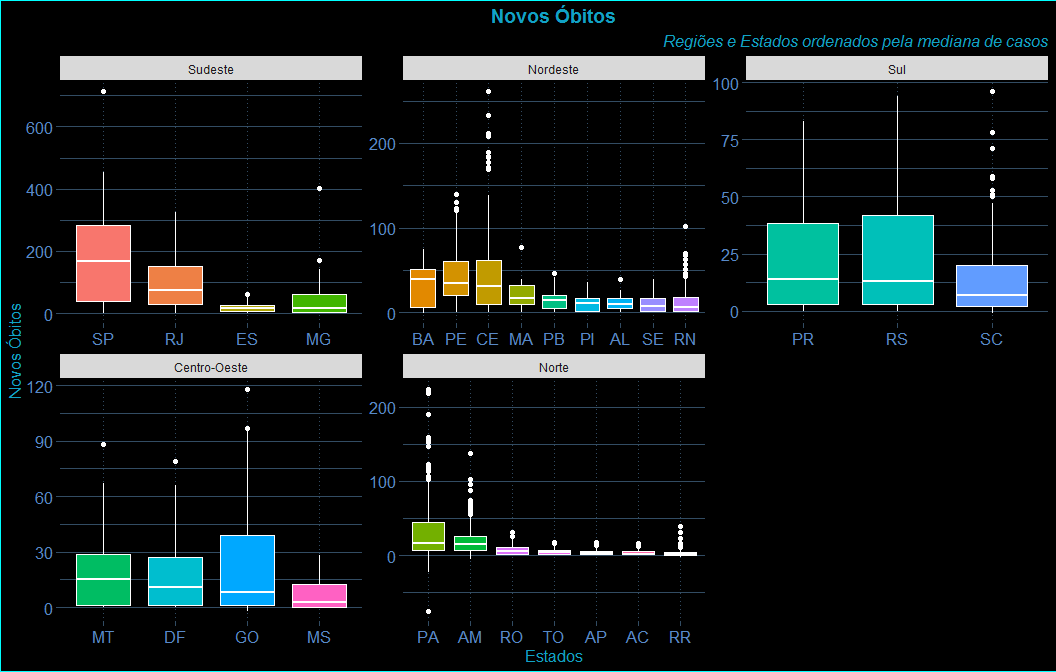 Novos Óbitos
Regiões e Estados ordenados pela mediana de casos
Sudeste
600
400
200
0
SP RJ ES MG
Nordeste
200
100
0
BA PE CE MA PB PI AL SE RN
Sul
100
75
50
25
0
PR RS SC
Novos Óbitos
Centro-Oeste
120
90
60
30
0
MT DF GO MS
Norte
200
100
0
PA AM RO TO AP AC RR
Estados